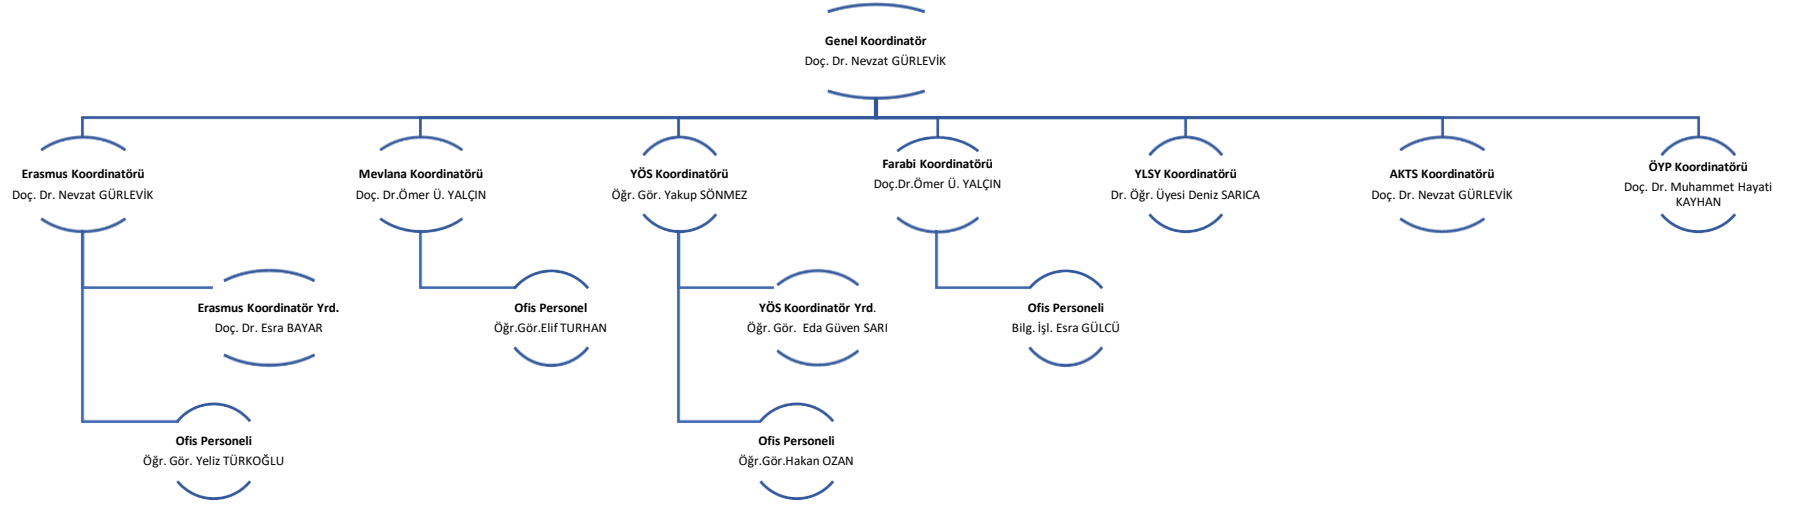 Genel Koordinatör
Doç. Dr. Nevzat GÜRLEVİK
Erasmus Koordinatörü
Doç. Dr. Nevzat GÜRLEVİK
Mevlana Koordinatörü
Doç. Dr.Ömer Ü. YALÇIN
YÖS Koordinatörü
Öğr. Gör. Yakup SÖNMEZ
Farabi Koordinatörü
Doç.Dr.Ömer Ü. YALÇIN
YLSY Koordinatörü
Dr. Öğr. Üyesi Deniz SARICA
AKTS Koordinatörü
Doç. Dr. Nevzat GÜRLEVİK
ÖYP Koordinatörü
Doç. Dr. Muhammet Hayati
KAYHAN
Erasmus Koordinatör Yrd.
Doç. Dr. Esra BAYAR
Ofis Personel
Öğr.Gör.Elif TURHAN
YÖS Koordinatör Yrd.
Öğr. Gör.  Eda Güven SARI
Ofis Personeli
Bilg. İşl. Esra GÜLCÜ
Ofis Personeli
Öğr. Gör. Yeliz TÜRKOĞLU
Ofis Personeli
Öğr.Gör.Hakan OZAN